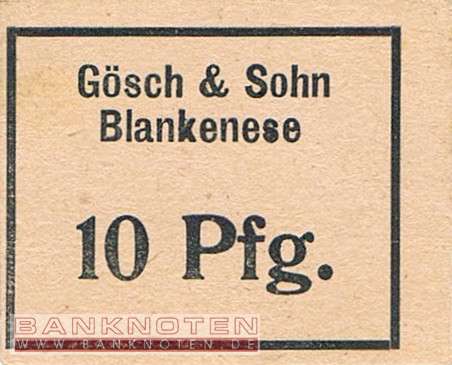 Gösch & Sohn
Blankenese
10 Pfg.
BANKNOTEN
WWW.BANKNOTEN.DE